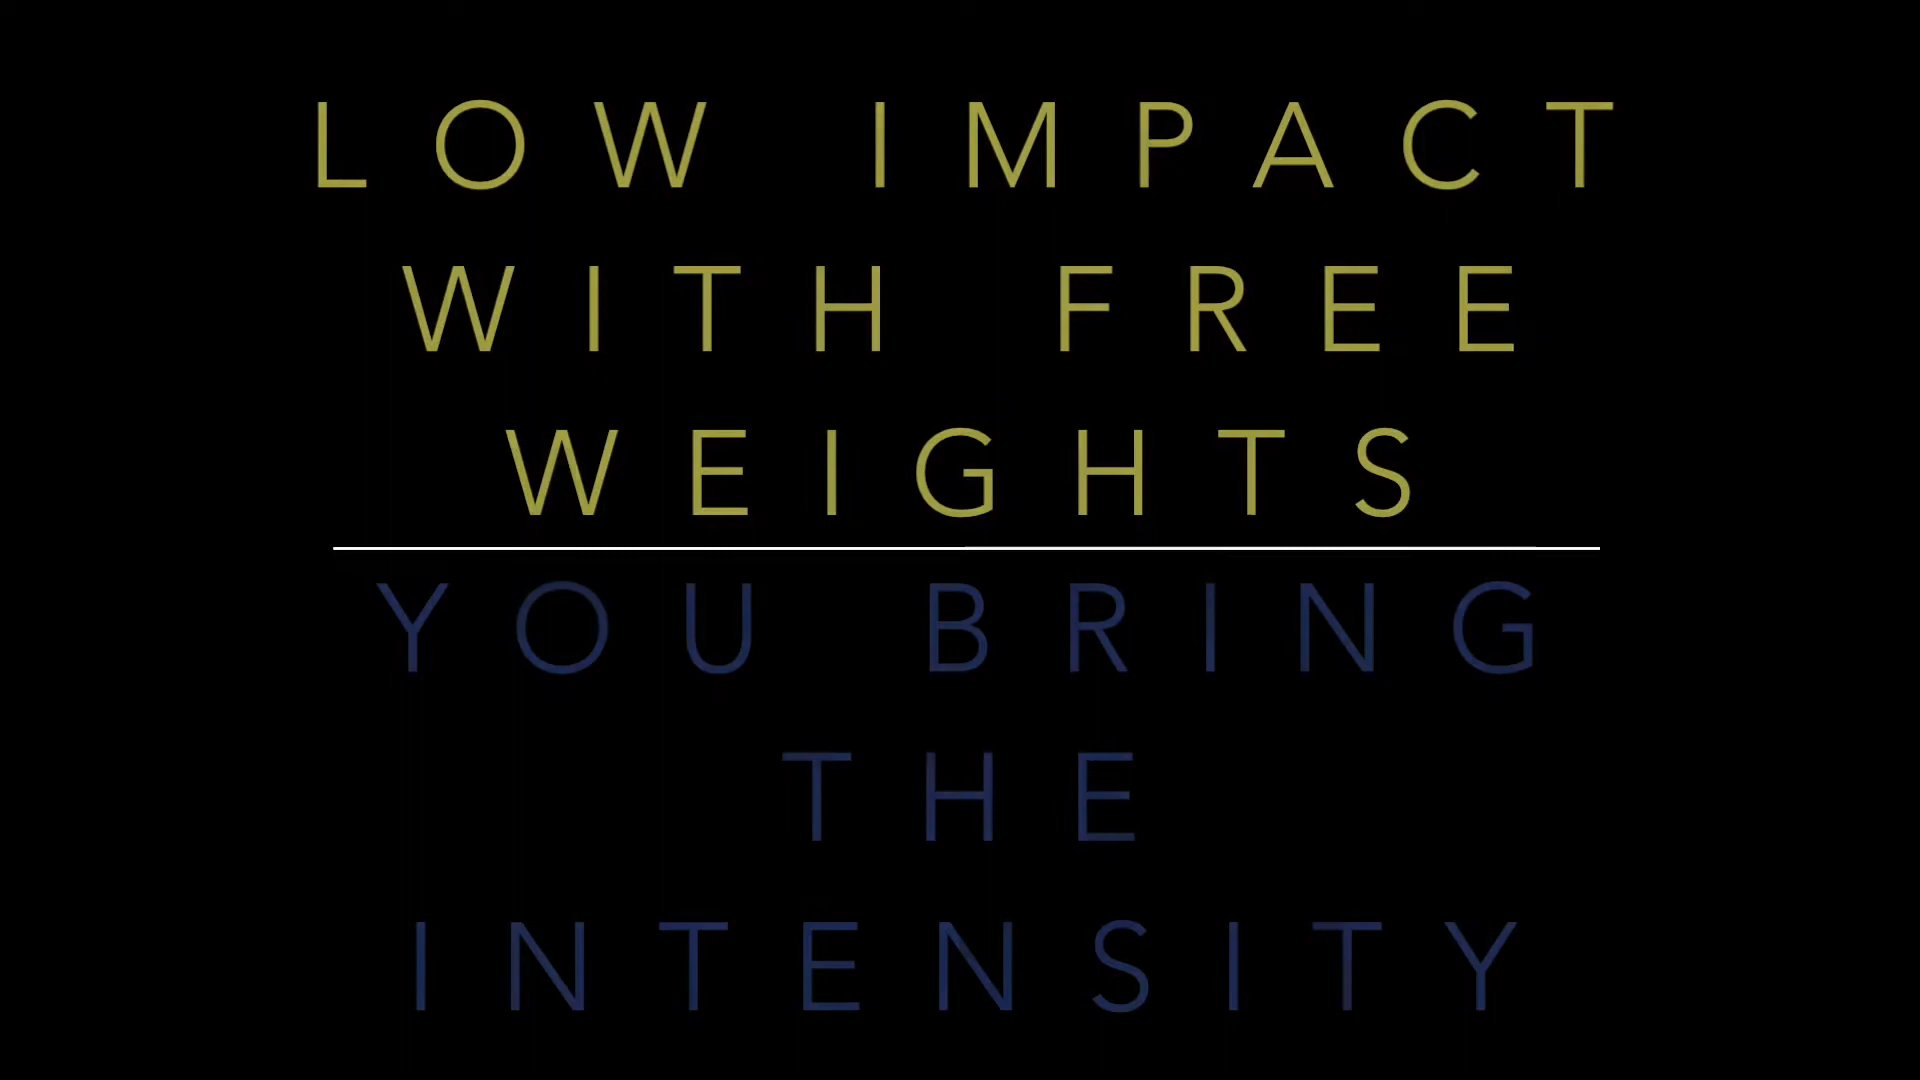 LOW IMPACT
WITH FREE
WEIGHTS
YOU BRING
THE
INTENSITY